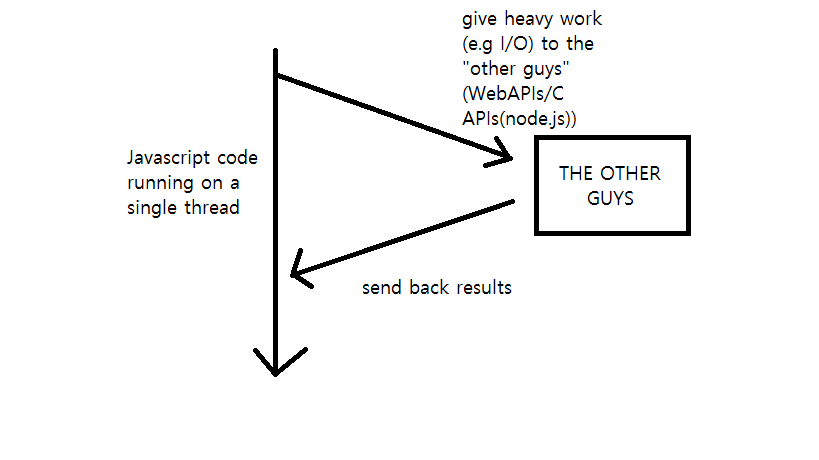 give heavy work
(e.g I/O) to the
"other guys"
(WebAPIs/C
APIs(node.js))
Javascript code
running on a
single thread
THE OTHER
GUYS
send back results